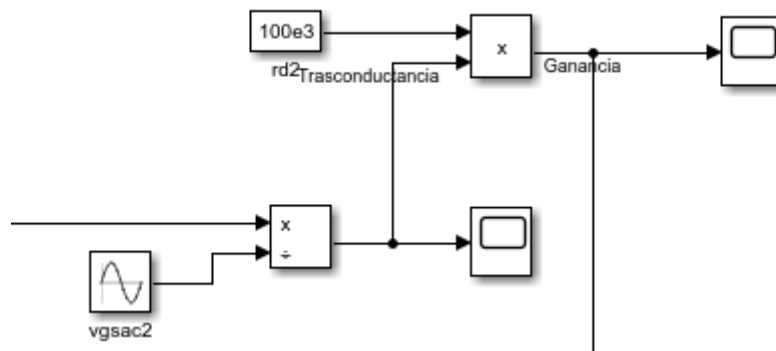 100e3
x
rd2
Trasconductancia
Ganancia
x
÷
vgsac2